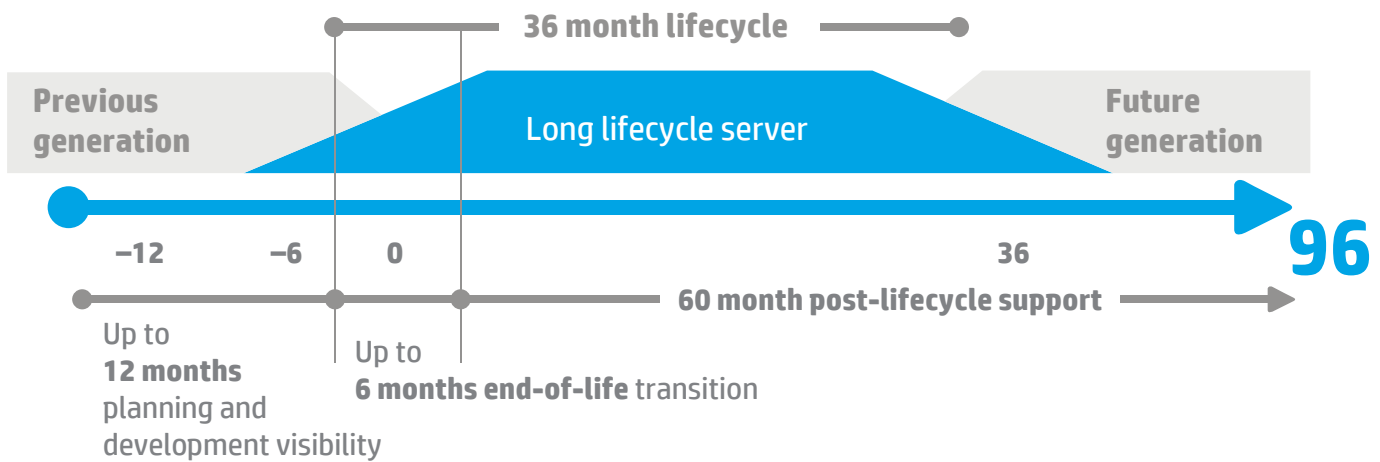 36 month lifecycle
Previous
generation
Long lifecycle server
Future
generation
–12
–6
0
36
96
60 month post-lifecycle support
Up to
12 months
planning and
development visibility
Up to
6 months end-of-life transition